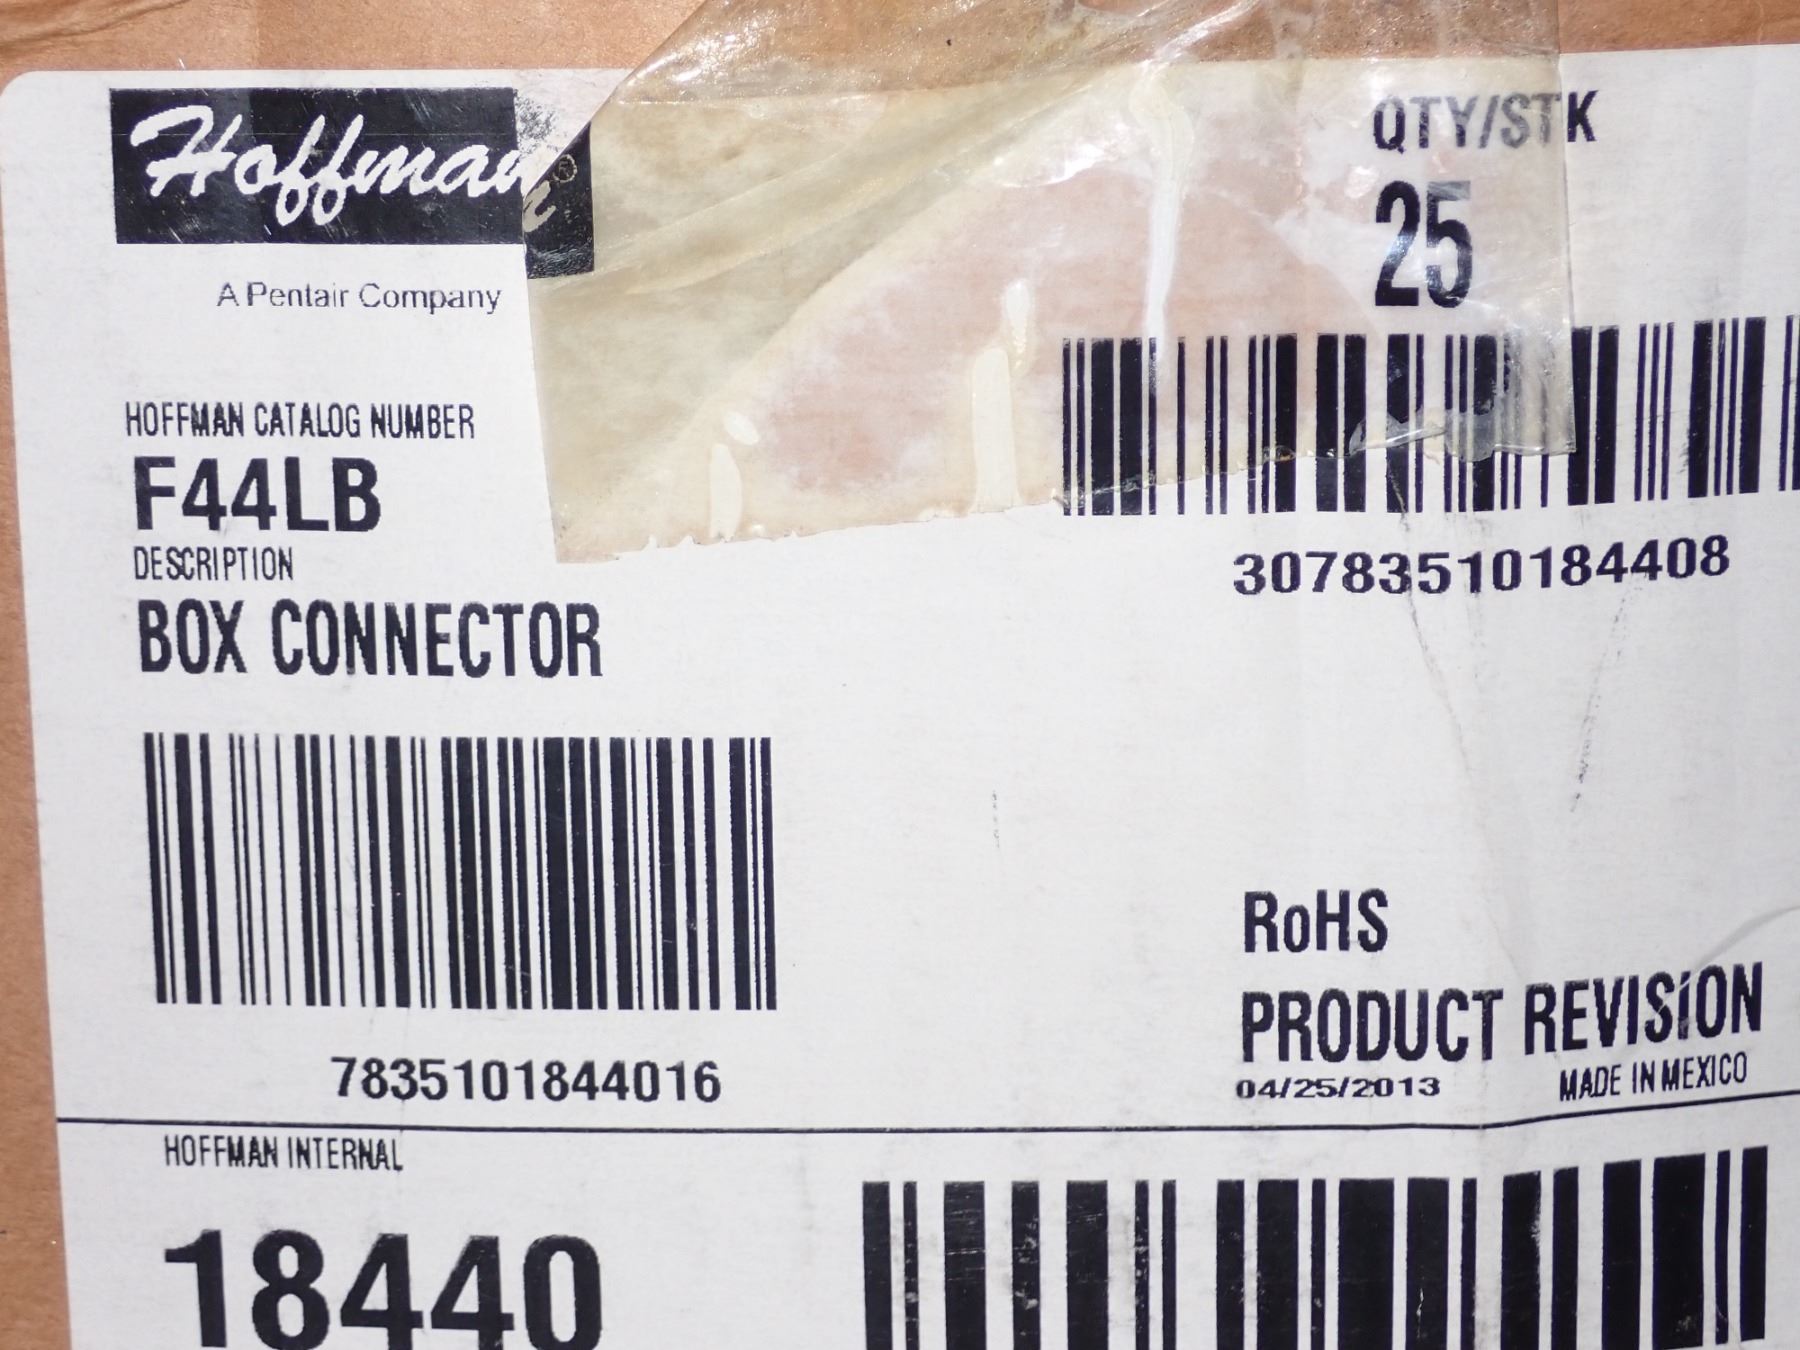 Hoffman®
A Pentair Company
QTY/STK
25
30783510184408
HOFFMAN CATALOG NUMBER
F44LB
DESCRIPTION
BOX CONNECTOR
7835101844016
RoHS
PRODUCT REVISION
04/25/2013 MADE IN MEXICO
HOFFMAN INTERNAL
18440